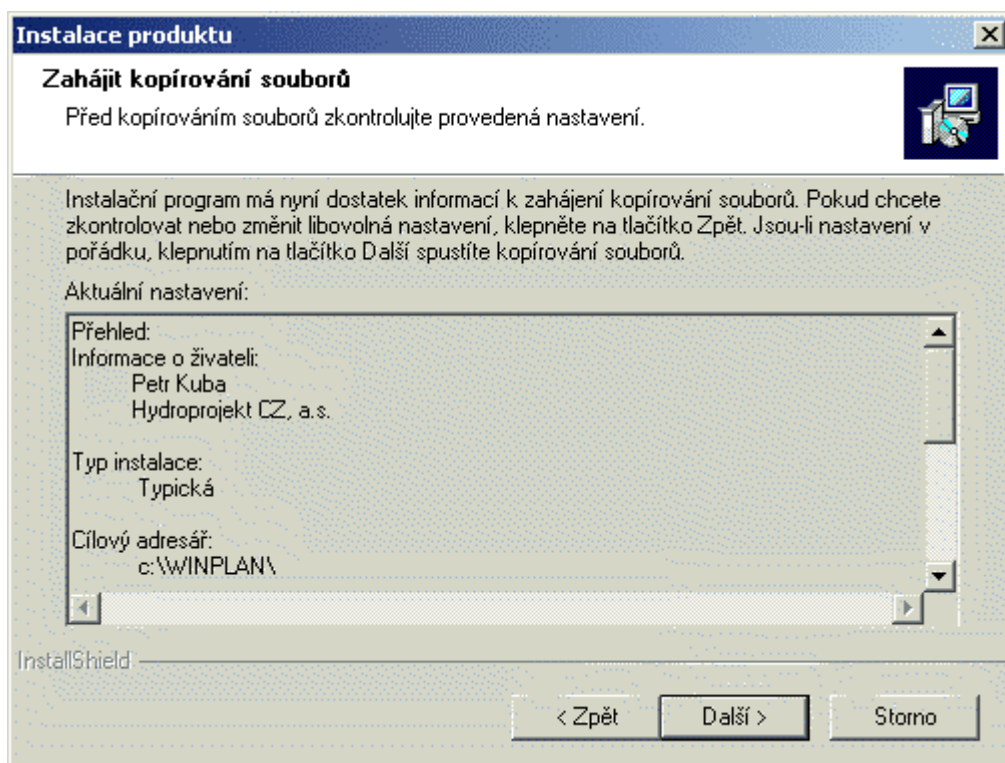 Instalace produktu
Zahájit kopírování souborů
Před kopírováním souborů zkontrolujte provedená nastavení.
Instalační program má nyní dostatek informací k zahájení kopírování souborů. Pokud chcete
zkontrolovat nebo změnit libovolná nastavení, klepněte na tlačítko Zpět. Jsou-li nastavení v
pořádku, klepnutím na tlačítko Další spustíte kopírování souborů.
Aktuální nastavení:
Přehled:
Informace o živateli:
Petr Kuba
Hydroprojekt CZ, a.s.
Typ instalace:
Typická
Cílový adresář:
c:\WINPLAN\
InstallShield
< Zpět
Další >
Storno